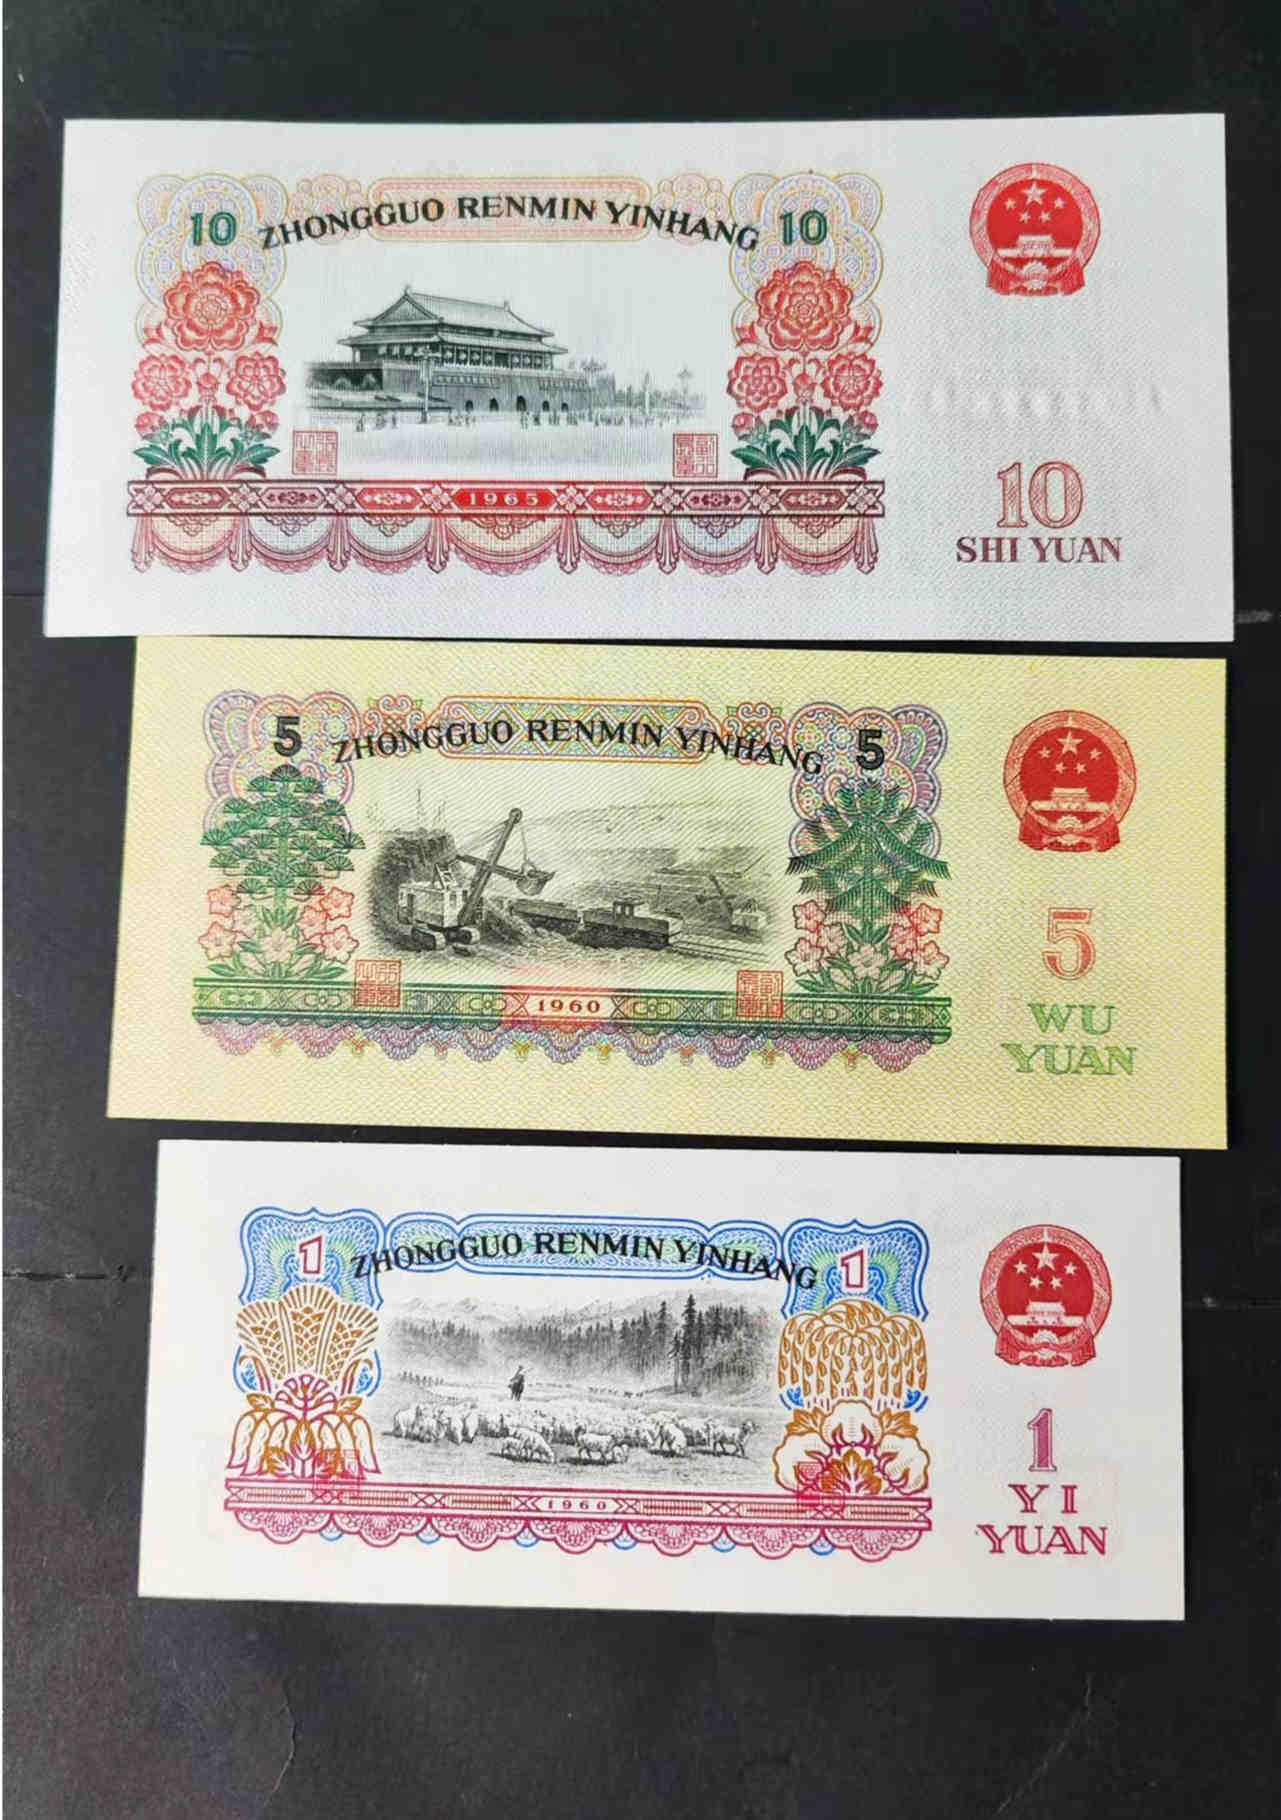 10 ZHONGGUO RENMIN YINHANG 10
1965
10
SHI YUAN
5 ZHONGGUO RENMIN YINHANG 5
1960
5
WU
YUAN
1 ZHONGGUO RENMIN YINHANG 1
1960
1
YI
YUAN